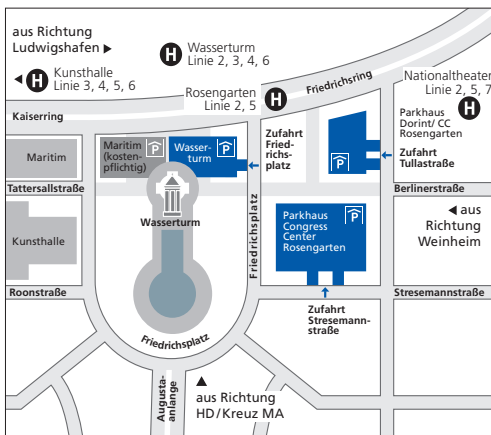 aus Richtung
Ludwigshafen ▶
H Wasserturm
Linie 2, 3, 4, 6
◀ H Kunsthalle
Linie 3, 4, 5, 6
Rosengarten H
Linie 2, 5
Friedrichsring
Nationaltheater
Linie 2, 5, 7
H
Kaiserring
Parkhaus
Dorint/ CC
Rosengarten
Maritim
Maritim
(kosten-
pflichtig)
P
Wasser-
turm
P
Zufahrt
Fried-
richs-
platz
P
Zufahrt
Tullastraße
Tattersallstraße
Berlinerstraße
Wasserturm
Friedrichsplatz
Parkhaus
Congress
Center
Rosengarten
P
◀ aus
Richtung
Weinheim
Kunsthalle
Roonstraße
Stresemannstraße
Zufahrt
Stresemann-
straße
Friedrichsplatz
Augusta-
anlange
▲
aus Richtung
HD/Kreuz MA